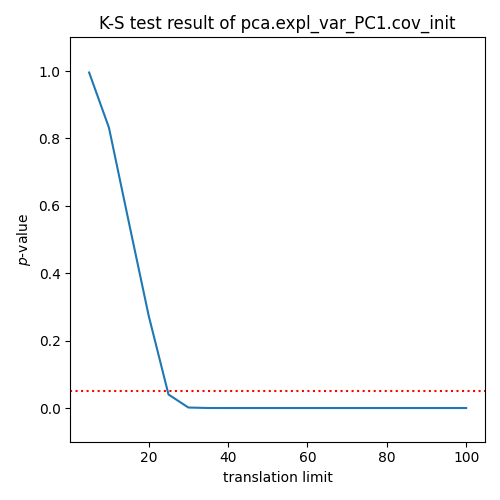 K-S test result of pca.expl_var_PC1.cov_init
1.0
0.8
0.6
0.4
0.2
0.0
p-value
20 40 60 80 100
translation limit